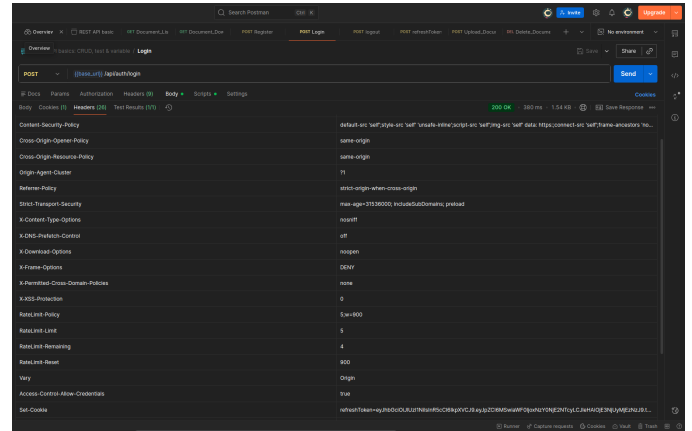 Search Postman Ctrl K Invite Upgrade
Overview REST API basic GET Document_Lis GET Document_Dow POST Register POST Login POST logout POST refreshToken POST Upload_Docu DEL Delete_Docume No environment
Overview basics: CRUD, test & variable / Login Save Share
POST {{base_url}} /api/auth/login Send
Docs Params Authorization Headers (9) Body Scripts Settings Cookies
Body Cookies (1) Headers (26) Test Results (1/1) 200 OK 380 ms 1.54 KB Save Response
Content-Security-Policy default-src 'self';style-src 'self' 'unsafe-inline';script-src 'self';img-src 'self' data: https:;connect-src 'self';frame-ancestors 'no...
Cross-Origin-Opener-Policy same-origin
Cross-Origin-Resource-Policy same-origin
Origin-Agent-Cluster ?1
Referrer-Policy strict-origin-when-cross-origin
Strict-Transport-Security max-age=31536000; includeSubDomains; preload
X-Content-Type-Options nosniff
X-DNS-Prefetch-Control off
X-Download-Options noopen
X-Frame-Options DENY
X-Permitted-Cross-Domain-Policies none
X-XSS-Protection 0
RateLimit-Policy 5;w=900
RateLimit-Limit 5
RateLimit-Remaining 4
RateLimit-Reset 900
Vary Origin
Access-Control-Allow-Credentials true
Set-Cookie
Runner Capture requests Cookies Vault Trash